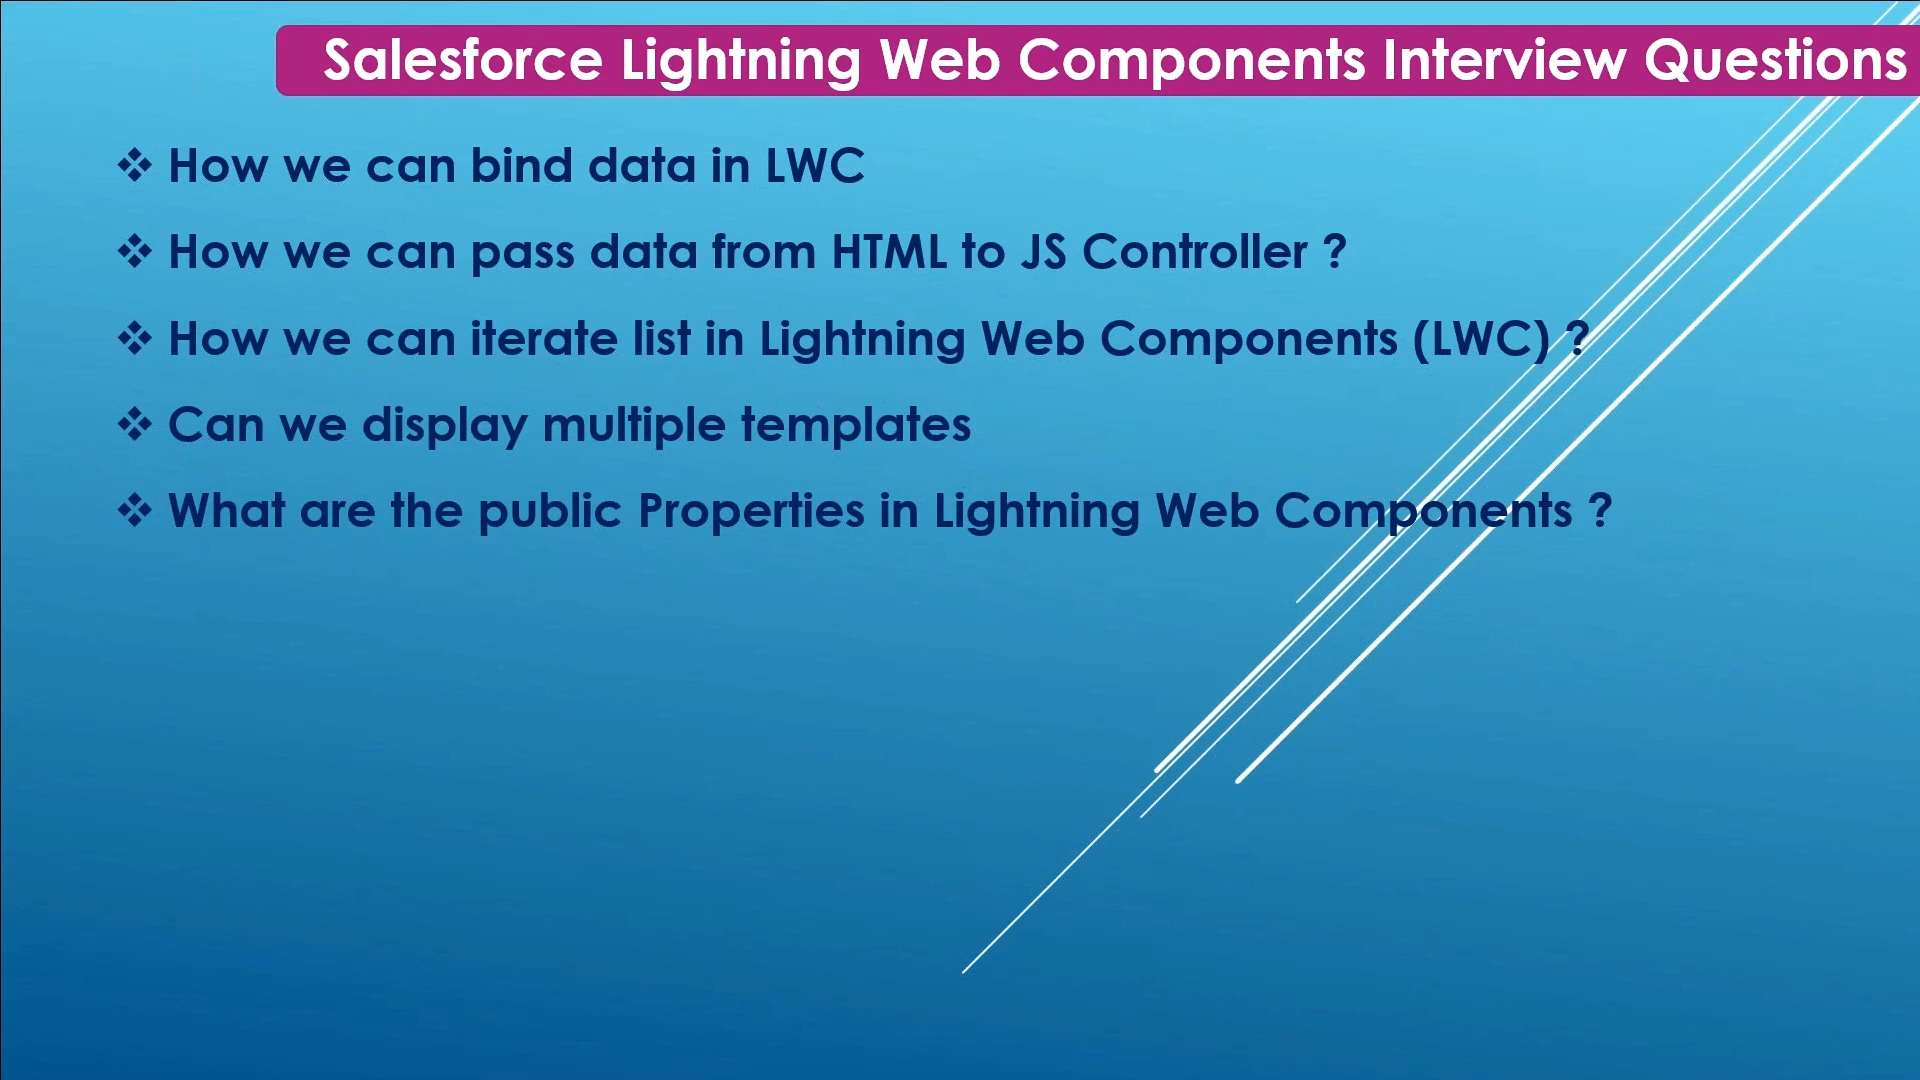 Salesforce Lightning Web Components Interview Questions
How we can bind data in LWC
How we can pass data from HTML to JS Controller ?
How we can iterate list in Lightning Web Components (LWC) ?
Can we display multiple templates
What are the public Properties in Lightning Web Components ?